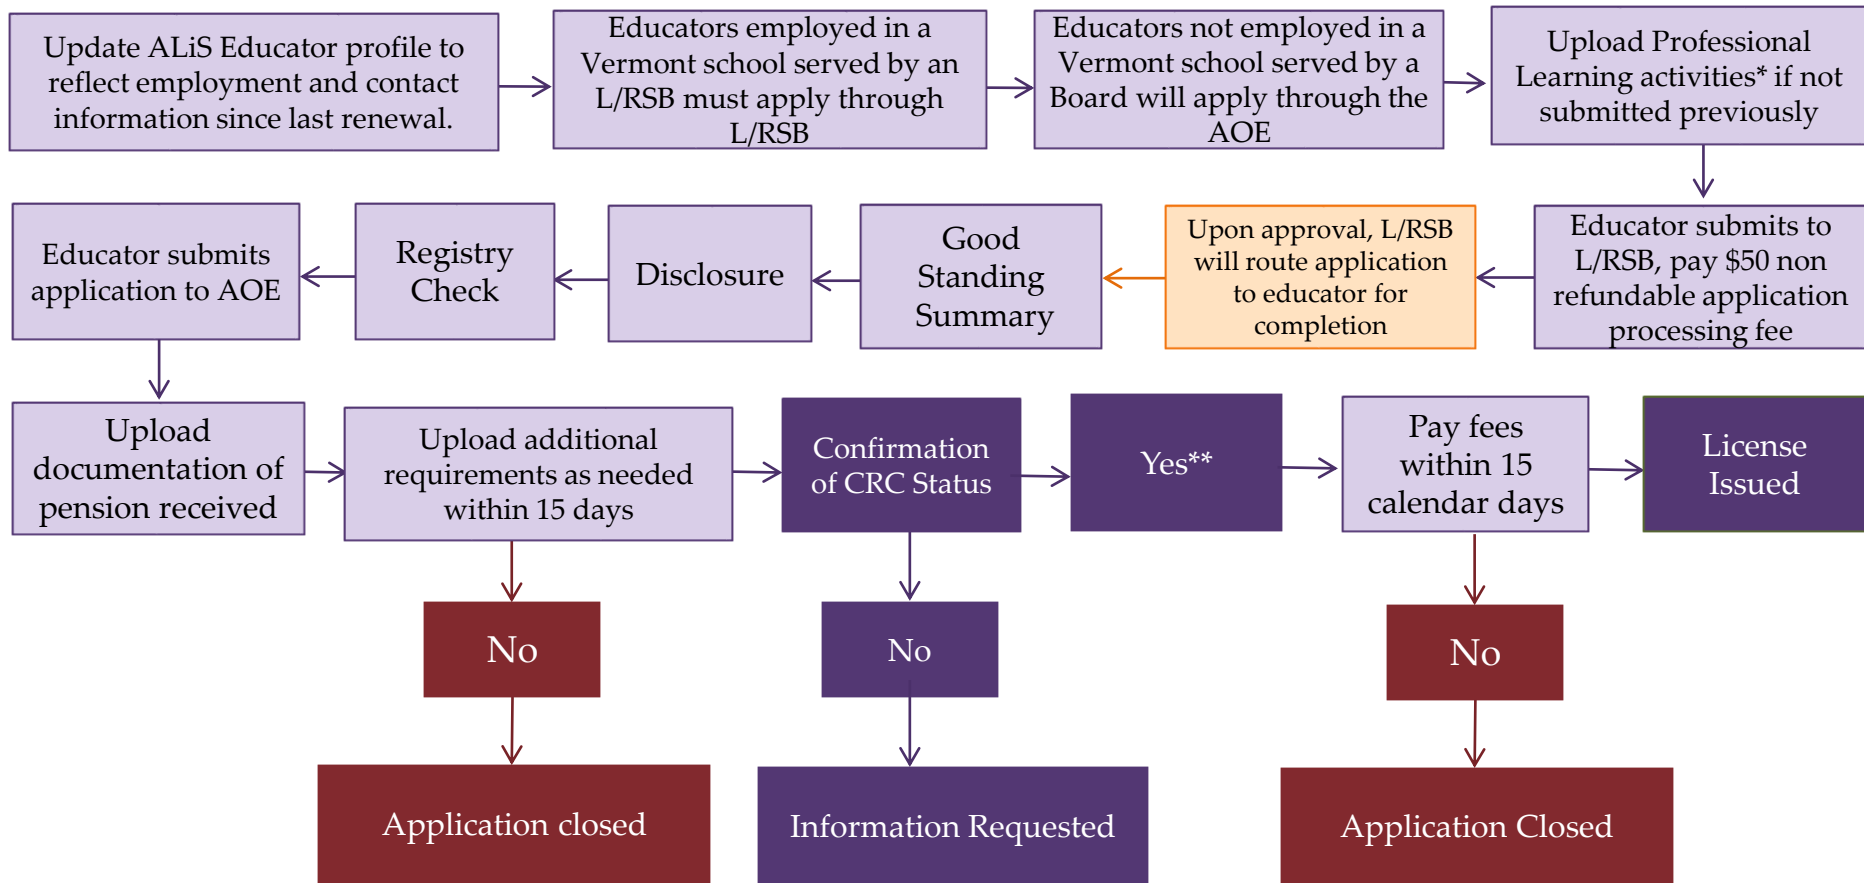 Update ALiS Educator profile to
reflect employment and contact
information since last renewal.
Educators employed in a
Vermont school served by an
L/RSB must apply through
L/RSB
Educators not employed in a
Vermont school served by a
Board will apply through the
AOE
Upload Professional
Learning activities* if not
submitted previously
Educator submits
application to AOE
Registry
Check
Disclosure
Good
Standing
Summary
Upon approval, L/RSB
will route application
to educator for
completion
Educator submits to
L/RSB, pay $50 non
refundable application
processing fee
Upload
documentation of
pension received
Upload additional
requirements as needed
within 15 days
Confirmation
of CRC Status
Yes**
Pay fees
within 15
calendar days
License
Issued
No
No
No
Application closed
Information Requested
Application Closed